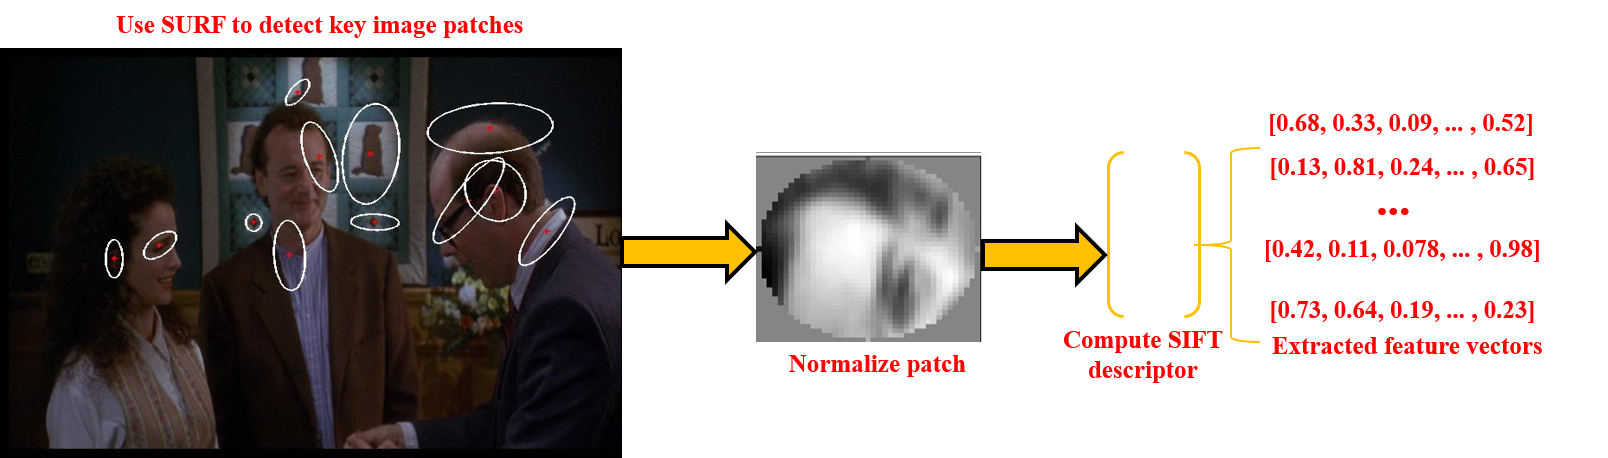 Use SURF to detect key image patches
Lo
Normalize patch
Compute SIFT
descriptor
[0.68, 0.33, 0.09, ... , 0.52]
[0.13, 0.81, 0.24, ... , 0.65]
...
[0.42, 0.11, 0.078, ... , 0.98]
[0.73, 0.64, 0.19, ... , 0.23]
Extracted feature vectors